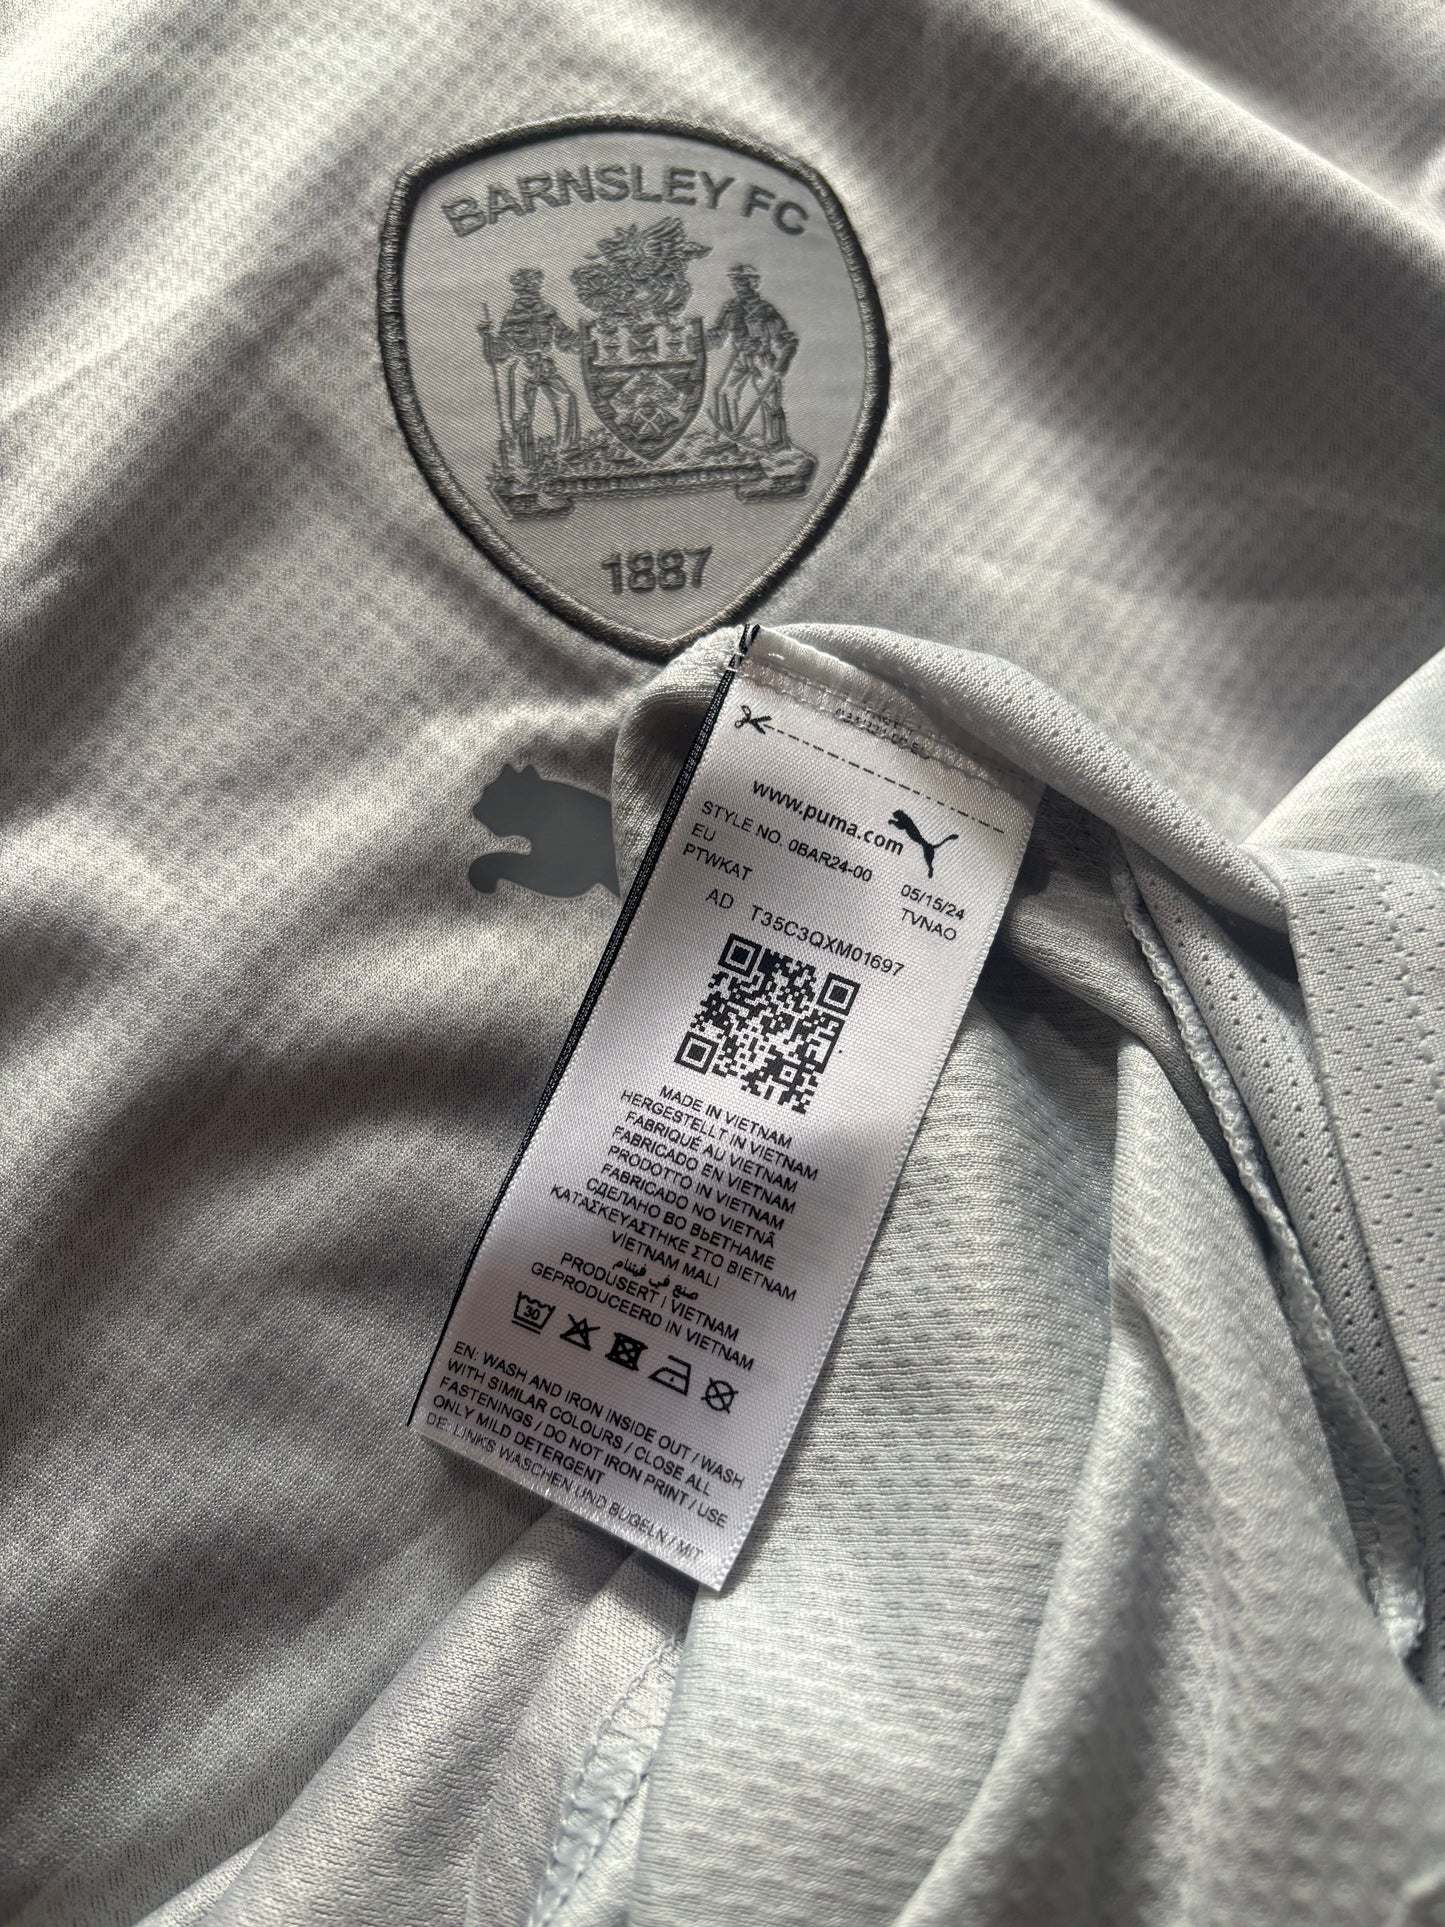 BARNSLEY FC
1887
www.puma.com
STYLE NO. 0BAR24-00
EU
05/15/24
PTWKAT
TVNAO
AD T35C3QXM01697
MADE IN VIETNAM
HERGESTELLT IN VIETNAM
FABRIQUÉ AU VIETNAM
FABRICADO EN VIETNAM
PRODOTTO IN VIETNAM
FABRICADO NO VIETNÃ
СДЕЛАНО ВО ВЬЕТНАМЕ
ΚΑΤΑΣΚΕΥΑΣΤΗΚΕ ΣΤΟ ΒΙΕΤΝΑΜ
VİETNAM MALI
صنع في فيتنام
PRODUSERT I VIETNAM
GEPRODUCEERD IN VIETNAM
30
EN: WASH AND IRON INSIDE OUT / WASH
WITH SIMILAR COLOURS / CLOSE ALL
FASTENINGS / DO NOT IRON PRINT / USE
ONLY MILD DETERGENT
DE: LINKS WASCHEN UND BÜGELN / MIT